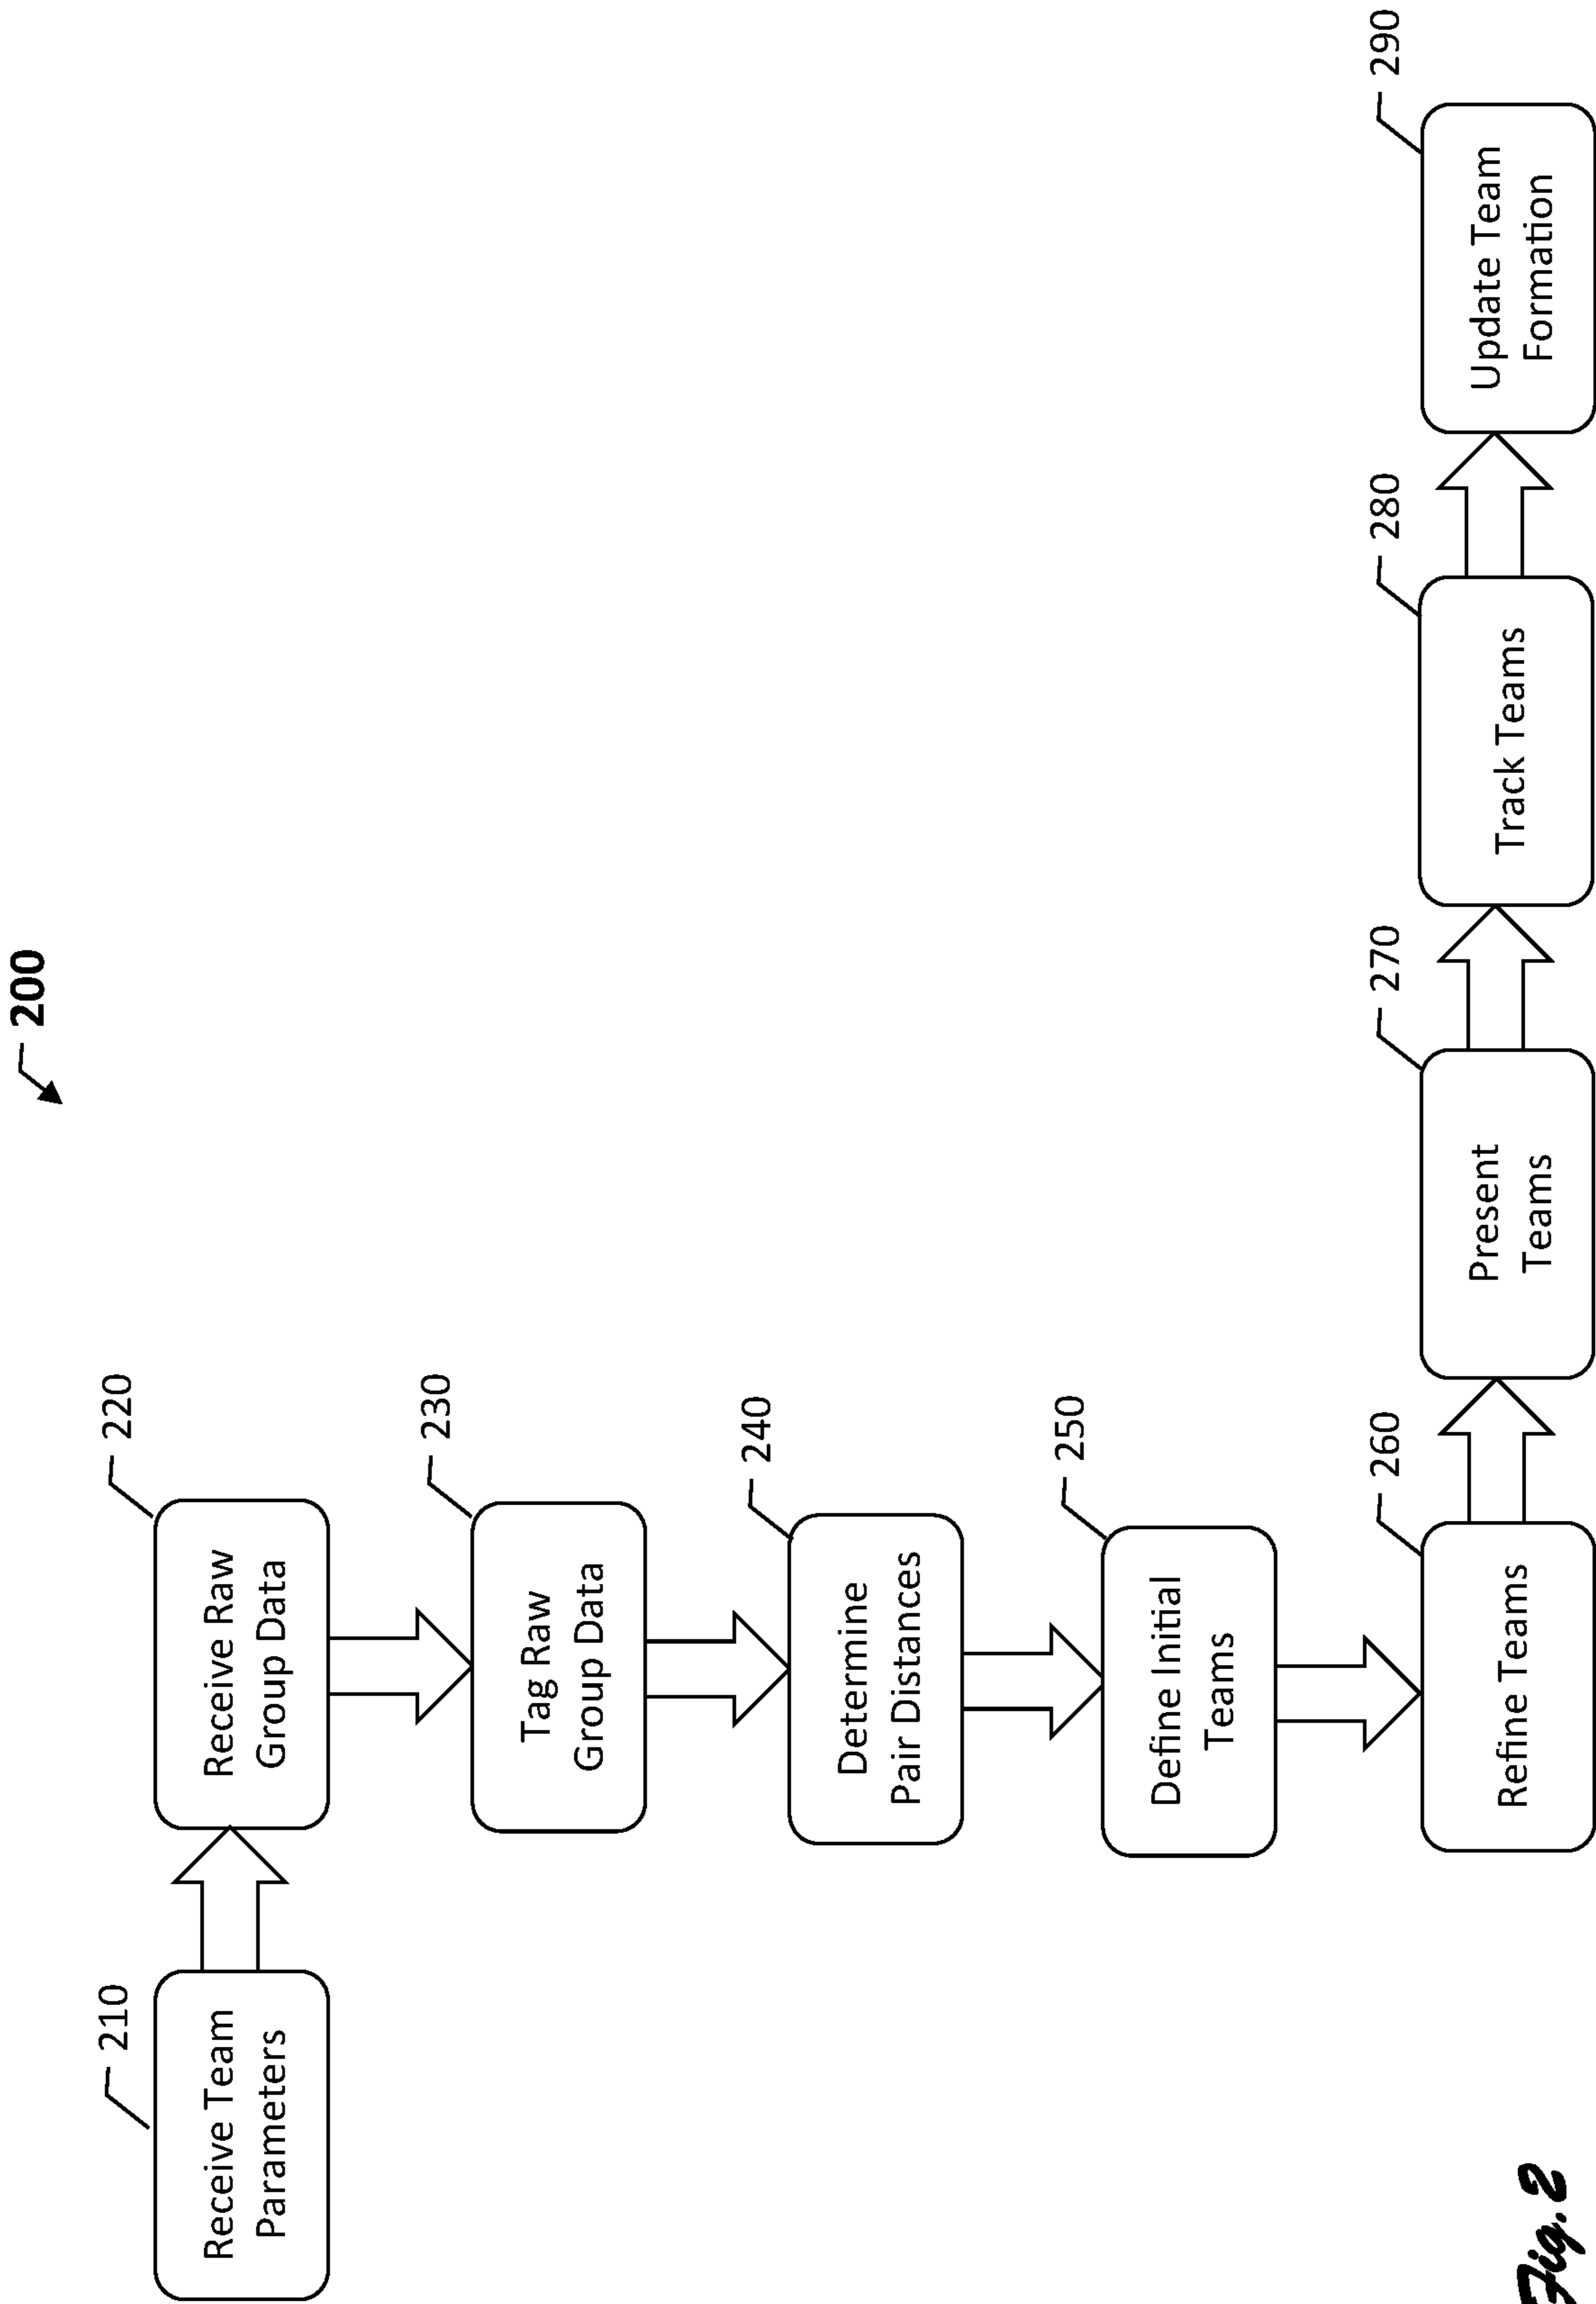 200
210
Receive Team
Parameters
220
Receive Raw
Group Data
230
Tag Raw
Group Data
240
Determine
Pair Distances
250
Define Initial
Teams
260
Refine Teams
270
Present
Teams
280
Track Teams
290
Update Team
Formation
Fig. 2